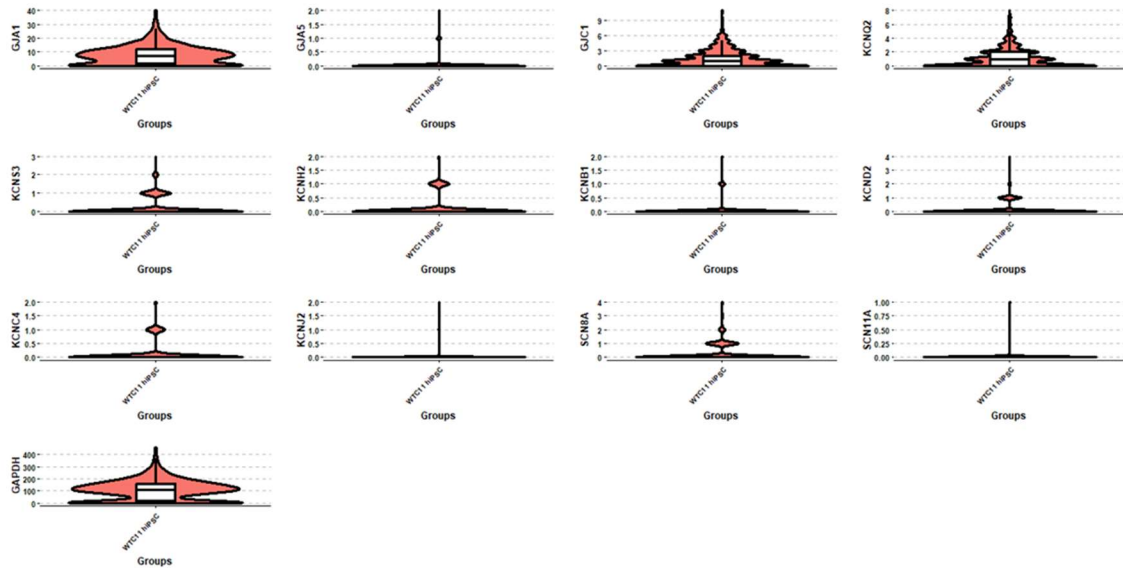 GJA1
40
30
20
10
0
WTC11 hiPSC
Groups
GJA5
2.0
1.5
1.0
0.5
0.0
WTC11 hiPSC
Groups
GJC1
9
6
3
0
WTC11 hiPSC
Groups
KCNQ2
8
6
4
2
0
WTC11 hiPSC
Groups
KCNS3
3
2
1
0
WTC11 hiPSC
Groups
KCNH2
2.0
1.5
1.0
0.5
0.0
WTC11 hiPSC
Groups
KCNB1
2.0
1.5
1.0
0.5
0.0
WTC11 hiPSC
Groups
KCND2
4
3
2
1
0
WTC11 hiPSC
Groups
KCNC4
2.0
1.5
1.0
0.5
0.0
WTC11 hiPSC
Groups
KCNJ2
2.0
1.5
1.0
0.5
0.0
WTC11 hiPSC
Groups
SCN8A
4
3
2
1
0
WTC11 hiPSC
Groups
SCN11A
1.00
0.75
0.50
0.25
0.00
WTC11 hiPSC
Groups
GAPDH
400
300
200
100
0
WTC11 hiPSC
Groups